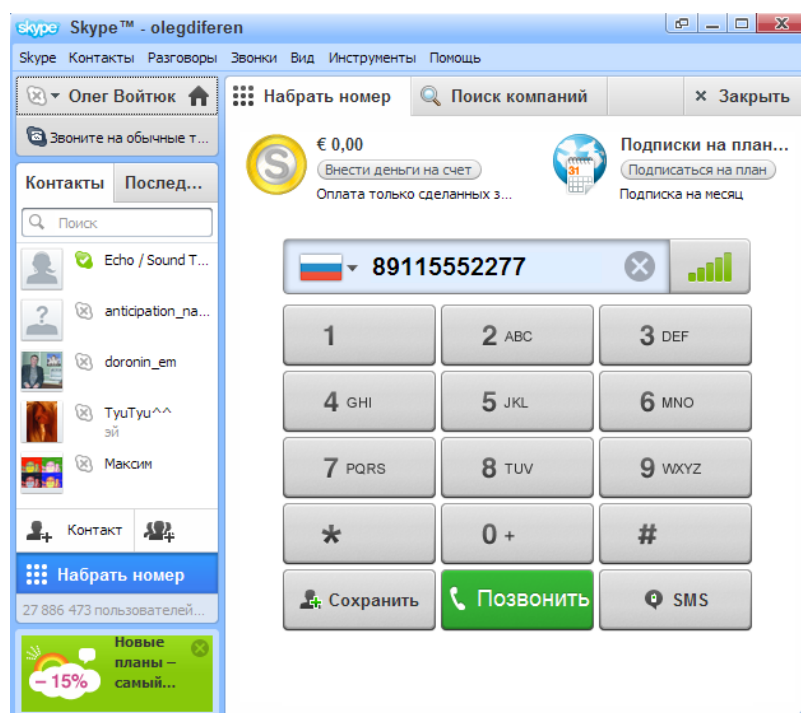 skype Skype™ - olegdiferen
Skype Контакты Разговоры Звонки Вид Инструменты Помощь
Олег Войтюк
Звоните на обычные т...
Контакты Послед...
Поиск
Echo / Sound T...
anticipation_na...
doronin_em
TyuTyu^^
эй
Максим
Контакт
Набрать номер
27 886 473 пользователей...
Новые
планы –
самый...
– 15%
Набрать номер Поиск компаний × Закрыть
€ 0,00
Внести деньги на счет
Оплата только сделанных з...
31
Подписки на план...
Подписаться на план
Подписка на месяц
89115552277
1 2 ABC 3 DEF
4 GHI 5 JKL 6 MNO
7 PQRS 8 TUV 9 WXYZ
* 0 + #
Сохранить Позвонить SMS